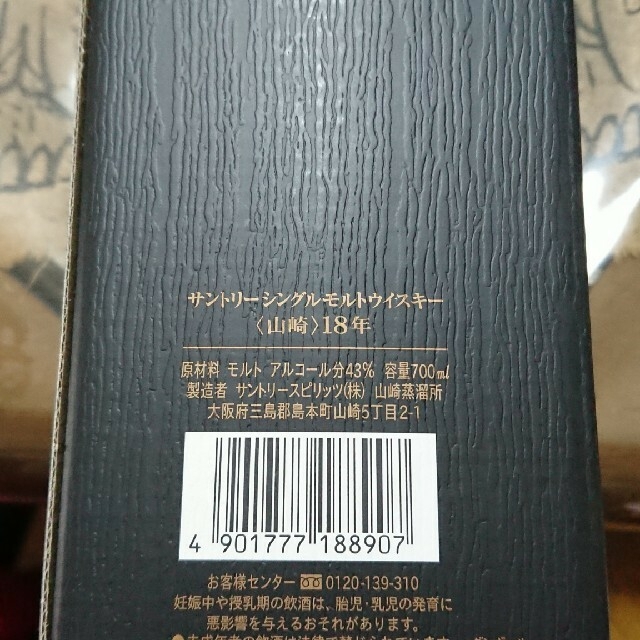 サントリーシングルモルトウイスキー
〈山崎〉18年
原材料 モルト アルコール分43% 容量700ml
製造者 サントリースピリッツ(株) 山崎蒸溜所
大阪府三島郡島本町山崎5丁目2-1
4 901777 188907
お客様センター 0120-139-310
妊娠中や授乳期の飲酒は、胎児・乳児の発育に
悪影響を与えるおそれがあります。